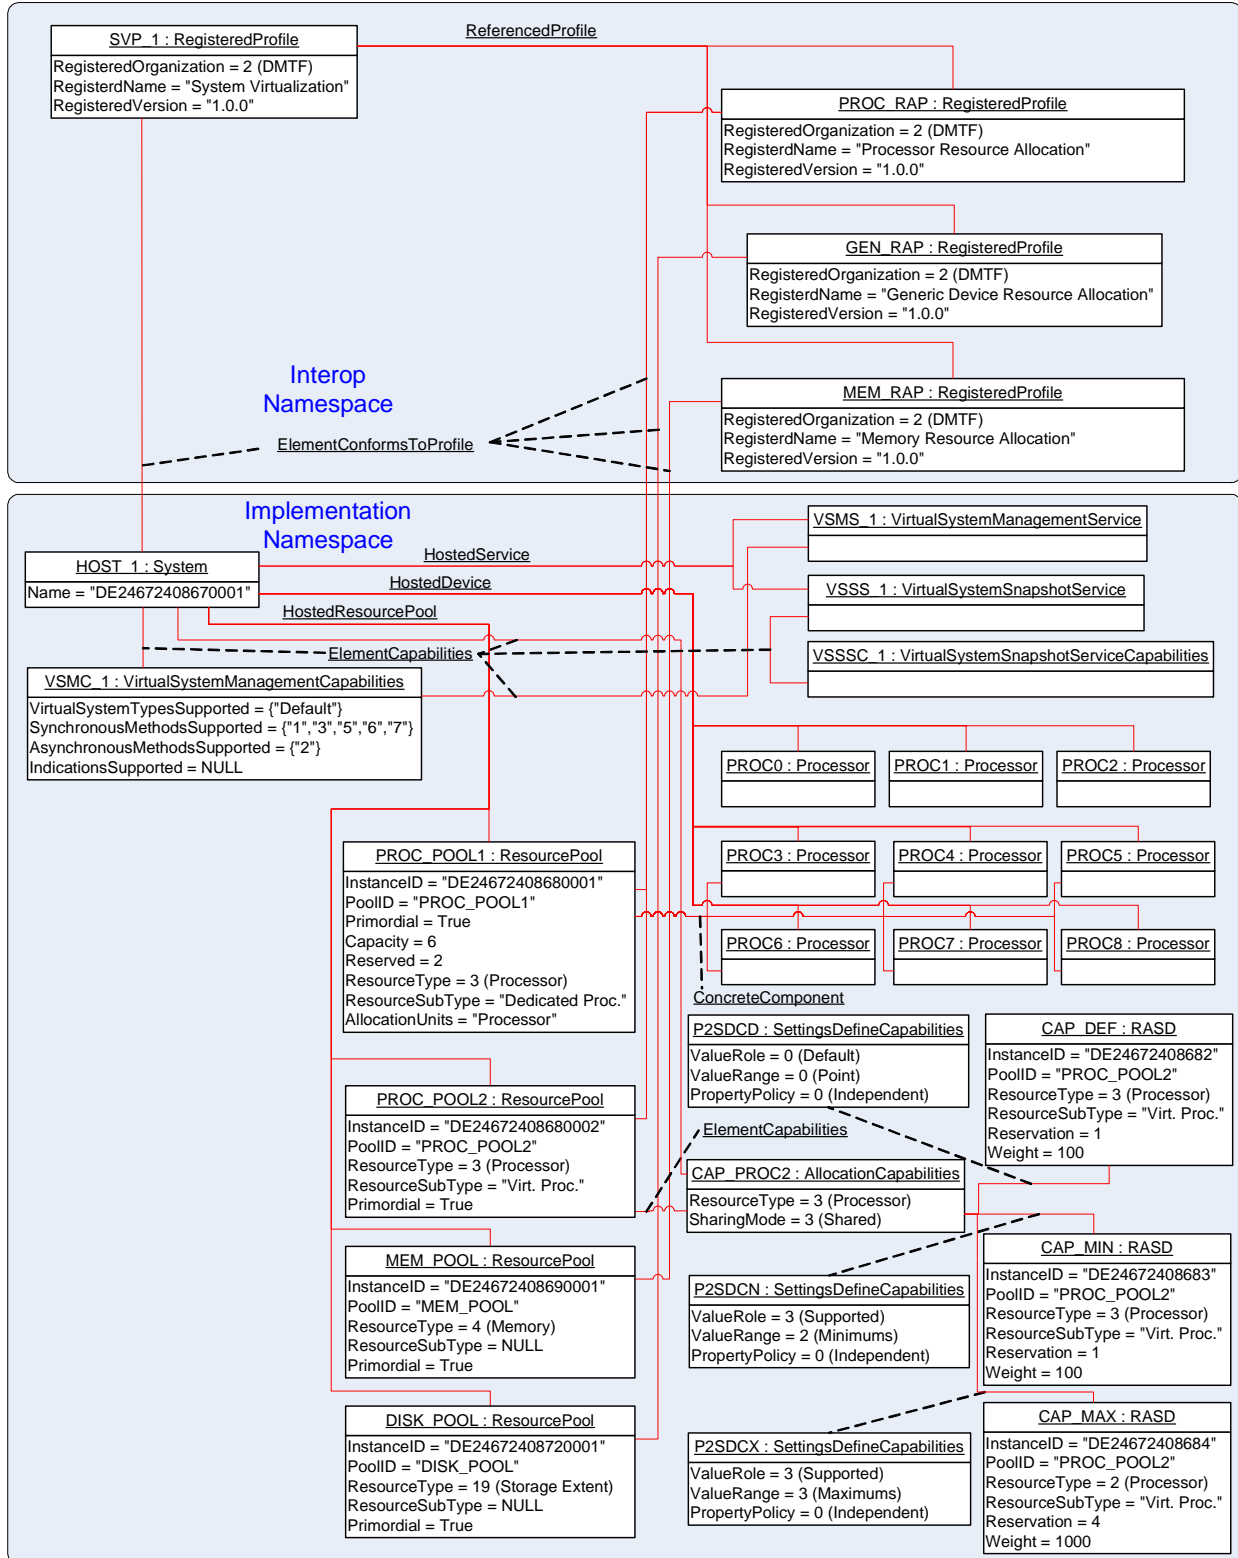 ReferencedProfile
SVP_1 : RegisteredProfile
RegisteredOrganization = 2 (DMTF)
RegisterdName = "System Virtualization"
RegisteredVersion = "1.0.0"
PROC_RAP : RegisteredProfile
RegisteredOrganization = 2 (DMTF)
RegisterdName = "Processor Resource Allocation"
RegisteredVersion = "1.0.0"
GEN_RAP : RegisteredProfile
RegisteredOrganization = 2 (DMTF)
RegisterdName = "Generic Device Resource Allocation"
RegisteredVersion = "1.0.0"
Interop
Namespace
MEM_RAP : RegisteredProfile
RegisteredOrganization = 2 (DMTF)
RegisterdName = "Memory Resource Allocation"
RegisteredVersion = "1.0.0"
ElementConformsToProfile
Implementation
Namespace
VSMS_1 : VirtualSystemManagementService
HOST_1 : System
Name = "DE24672408670001"
HostedService
HostedDevice
HostedResourcePool
VSSS_1 : VirtualSystemSnapshotService
ElementCapabilities
VSSSC_1 : VirtualSystemSnapshotServiceCapabilities
VSMC_1 : VirtualSystemManagementCapabilities
VirtualSystemTypesSupported = {"Default"}
SynchronousMethodsSupported = {"1","3","5","6","7"}
AsynchronousMethodsSupported = {"2"}
IndicationsSupported = NULL
PROC0 : Processor
PROC1 : Processor
PROC2 : Processor
PROC3 : Processor
PROC4 : Processor
PROC5 : Processor
PROC6 : Processor
PROC7 : Processor
PROC8 : Processor
PROC_POOL1 : ResourcePool
InstanceID = "DE24672408680001"
PoolID = "PROC_POOL1"
Primordial = True
Capacity = 6
Reserved = 2
ResourceType = 3 (Processor)
ResourceSubType = "Dedicated Proc."
AllocationUnits = "Processor"
ConcreteComponent
P2SDCD : SettingsDefineCapabilities
ValueRole = 0 (Default)
ValueRange = 0 (Point)
PropertyPolicy = 0 (Independent)
CAP_DEF : RASD
InstanceID = "DE24672408682"
PoolID = "PROC_POOL2"
ResourceType = 3 (Processor)
ResourceSubType = "Virt. Proc."
Reservation = 1
Weight = 100
PROC_POOL2 : ResourcePool
InstanceID = "DE24672408680002"
PoolID = "PROC_POOL2"
ResourceType = 3 (Processor)
ResourceSubType = "Virt. Proc."
Primordial = True
ElementCapabilities
CAP_PROC2 : AllocationCapabilities
ResourceType = 3 (Processor)
SharingMode = 3 (Shared)
MEM_POOL : ResourcePool
InstanceID = "DE24672408690001"
PoolID = "MEM_POOL"
ResourceType = 4 (Memory)
ResourceSubType = NULL
Primordial = True
P2SDCN : SettingsDefineCapabilities
ValueRole = 3 (Supported)
ValueRange = 2 (Minimums)
PropertyPolicy = 0 (Independent)
CAP_MIN : RASD
InstanceID = "DE24672408683"
PoolID = "PROC_POOL2"
ResourceType = 3 (Processor)
ResourceSubType = "Virt. Proc."
Reservation = 1
Weight = 100
DISK_POOL : ResourcePool
InstanceID = "DE24672408720001"
PoolID = "DISK_POOL"
ResourceType = 19 (Storage Extent)
ResourceSubType = NULL
Primordial = True
P2SDCX : SettingsDefineCapabilities
ValueRole = 3 (Supported)
ValueRange = 3 (Maximums)
PropertyPolicy = 0 (Independent)
CAP_MAX : RASD
InstanceID = "DE24672408684"
PoolID = "PROC_POOL2"
ResourceType = 2 (Processor)
ResourceSubType = "Virt. Proc."
Reservation = 4
Weight = 1000